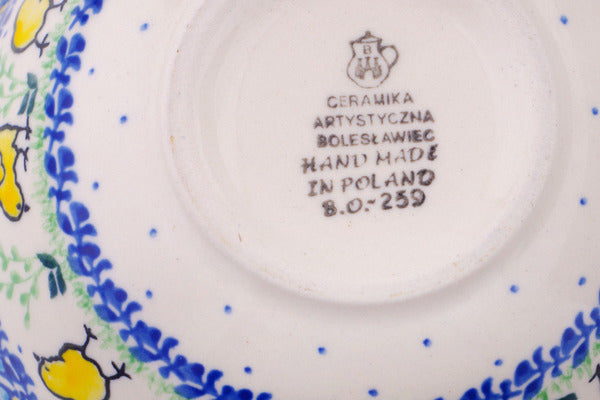 B
CERAMIKA
ARTYSTYCZNA
BOLESŁAWIEC
HAND MADE
IN POLAND
B.O.-259